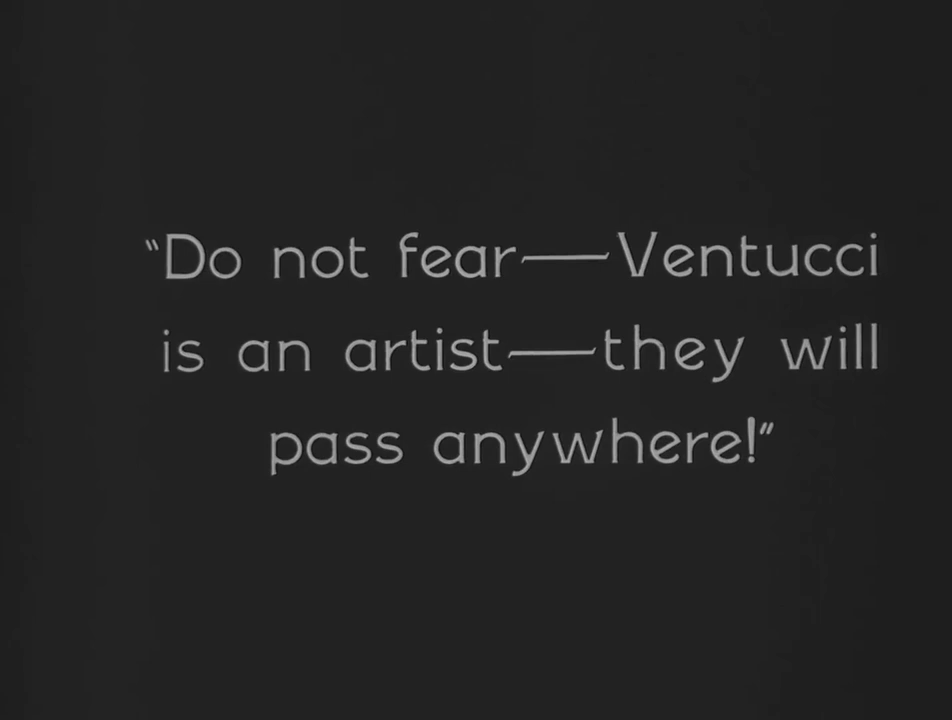 “Do not fear—Ventucci
is an artist—they will
pass anywhere!”